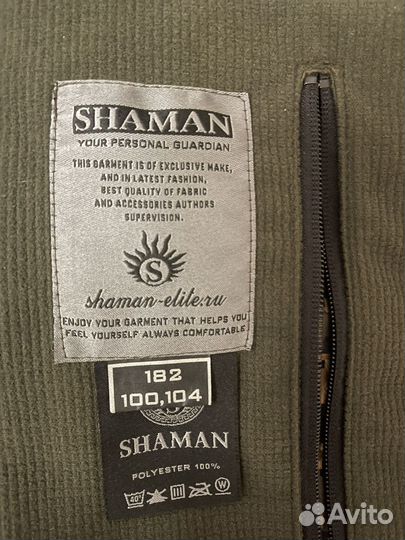 SHAMAN
YOUR PERSONAL GUARDIAN
THIS GARMENT IS OF EXCLUSIVE MAKE,
AND IN LATEST FASHION,
BEST QUALITY OF FABRIC
AND ACCESSORIES AUTHORS
SUPERVISION.
S
shaman-elite.ru
ENJOY YOUR GARMENT THAT HELPS YOU
FEEL YOURSELF ALWAYS COMFORTABLE
182
100,104
SHAMAN
POLYESTER 100%
40°
W
Avito